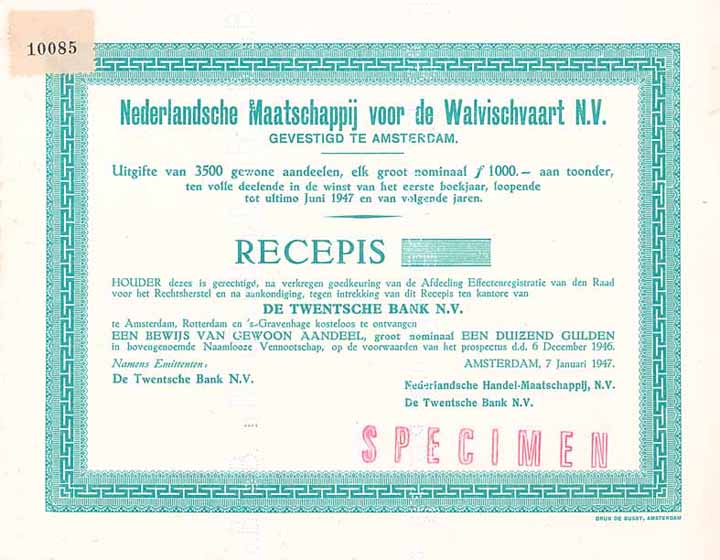 10085
Nederlandsche Maatschappij voor de Walvischvaart N.V.
GEVESTIGD TE AMSTERDAM.
Uitgifte van 3500 gewone aandeelen, elk groot nominaal ƒ 1000.— aan toonder,
ten volle deelende in de winst van het eerste boekjaar, loopende
tot ultimo Juni 1947 en van volgende jaren.
RECEPIS
HOUDER dezes is gerechtigd, na verkregen goedkeuring van de Afdeeling Effectenregistratie van den Raad
voor het Rechtsherstel en na aankondiging, tegen intrekking van dit Recepis ten kantore van
DE TWENTSCHE BANK N.V.
te Amsterdam, Rotterdam en 's-Gravenhage kosteloos te ontvangen
EEN BEWIJS VAN GEWOON AANDEEL, groot nominaal EEN DUIZEND GULDEN
in bovengenoemde Naamlooze Vennootschap, op de voorwaarden van het prospectus d.d. 6 December 1946.
Namens Emittenten: AMSTERDAM, 7 Januari 1947.
De Twentsche Bank N.V.
Nederlandsche Handel-Maatschappij, N.V.
De Twentsche Bank N.V.
SPECIMEN
DRUK DE BUSSY, AMSTERDAM